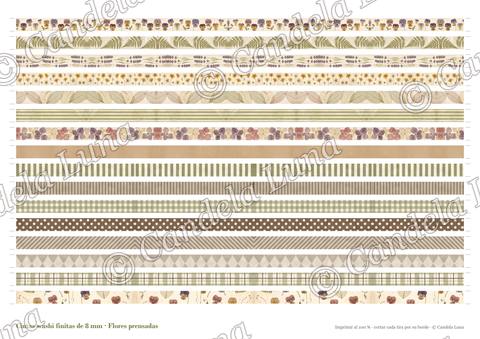 © Candela Luna
© Candela Luna
© Candela Luna
© Candela Luna
washi finitas de 8 mm · Flores prensadas
Imprimir al 100 % · cortar cada tira por su borde · © Candela Luna